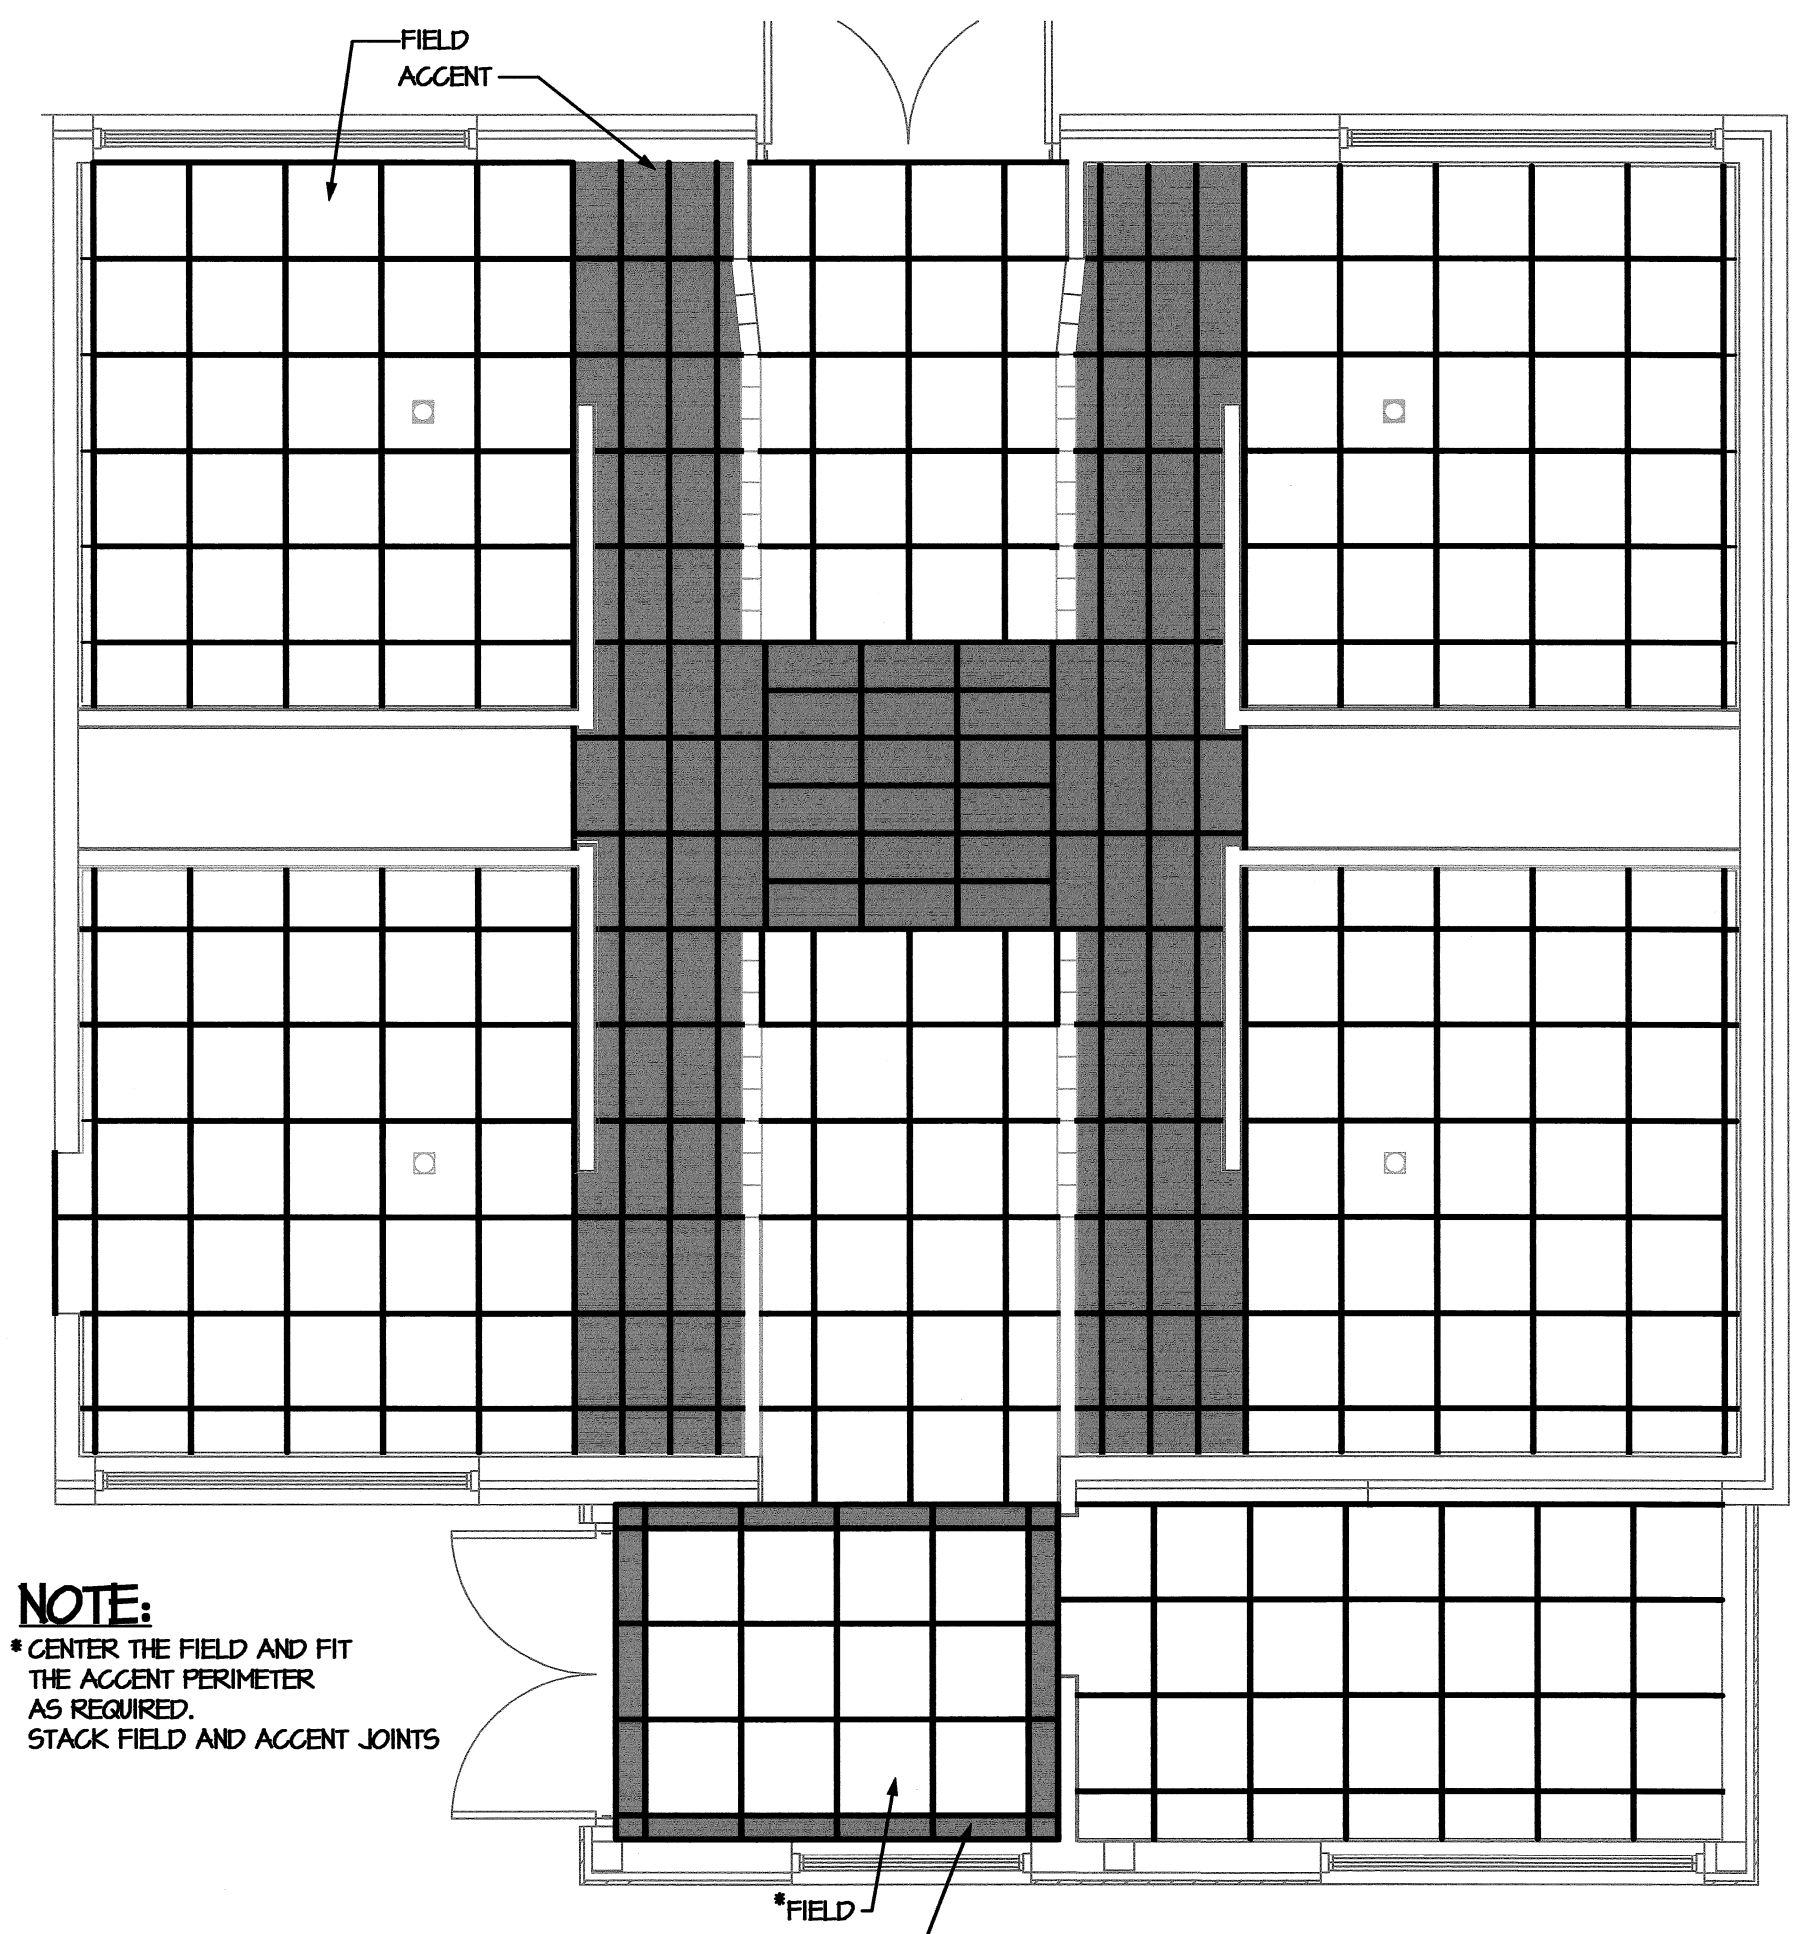 FIELD
ACCENT
NOTE:
* CENTER THE FIELD AND FIT
THE ACCENT PERIMETER
AS REQUIRED.
STACK FIELD AND ACCENT JOINTS
*FIELD